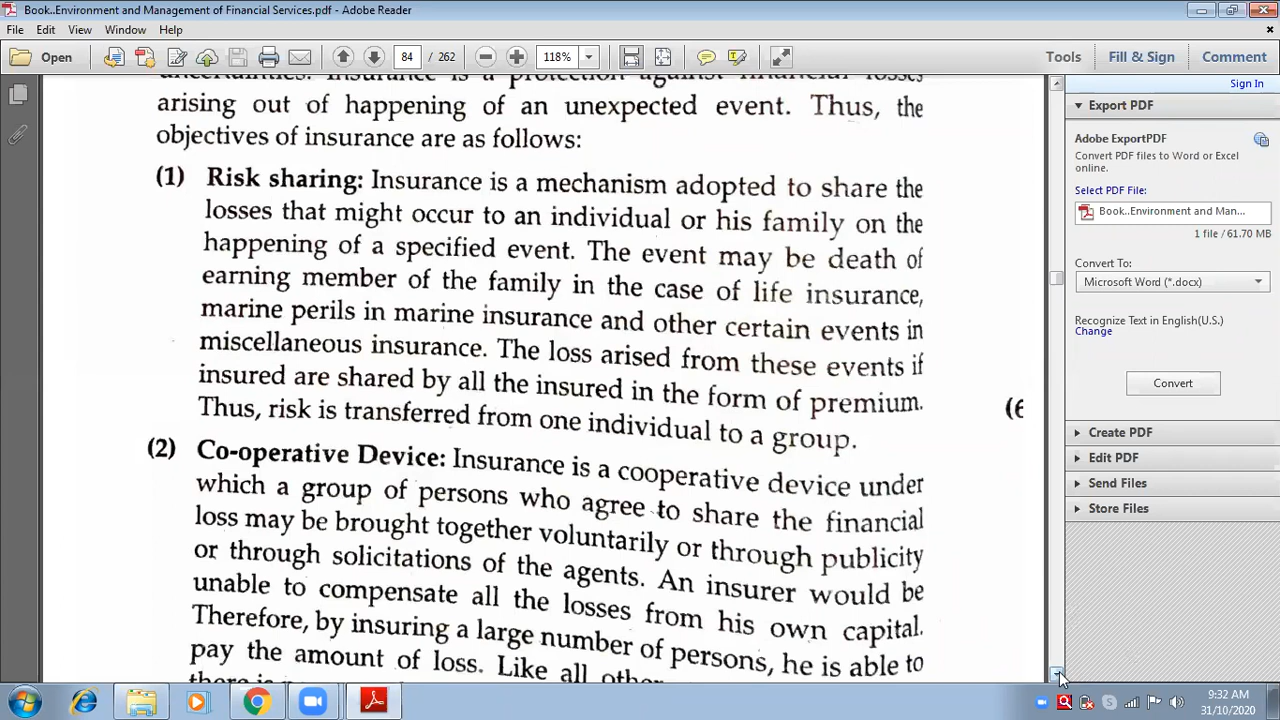 Book..Environment and Management of Financial Services.pdf - Adobe Reader
File Edit View Window Help
Open 84 / 262 118% Tools Fill & Sign Comment
uncertainties. Insurance is a protection against financial losses
arising out of happening of an unexpected event. Thus, the
objectives of insurance are as follows:
(1) Risk sharing: Insurance is a mechanism adopted to share the
losses that might occur to an individual or his family on the
happening of a specified event. The event may be death of
earning member of the family in the case of life insurance,
marine perils in marine insurance and other certain events in
miscellaneous insurance. The loss arised from these events if
insured are shared by all the insured in the form of premium.
Thus, risk is transferred from one individual to a group.
(6
(2) Co-operative Device: Insurance is a cooperative device under
which a group of persons who agree to share the financial
loss may be brought together voluntarily or through publicity
or through solicitations of the agents. An insurer would be
unable to compensate all the losses from his own capital.
Therefore, by insuring a large number of persons, he is able to
pay the amount of loss. Like all other
Sign In
Export PDF
Adobe ExportPDF
Convert PDF files to Word or Excel
online.
Select PDF File:
Book..Environment and Man...
1 file / 61.70 MB
Convert To:
Microsoft Word (*.docx)
Recognize Text in English(U.S.)
Change
Convert
Create PDF
Edit PDF
Send Files
Store Files
9:32 AM
31/10/2020